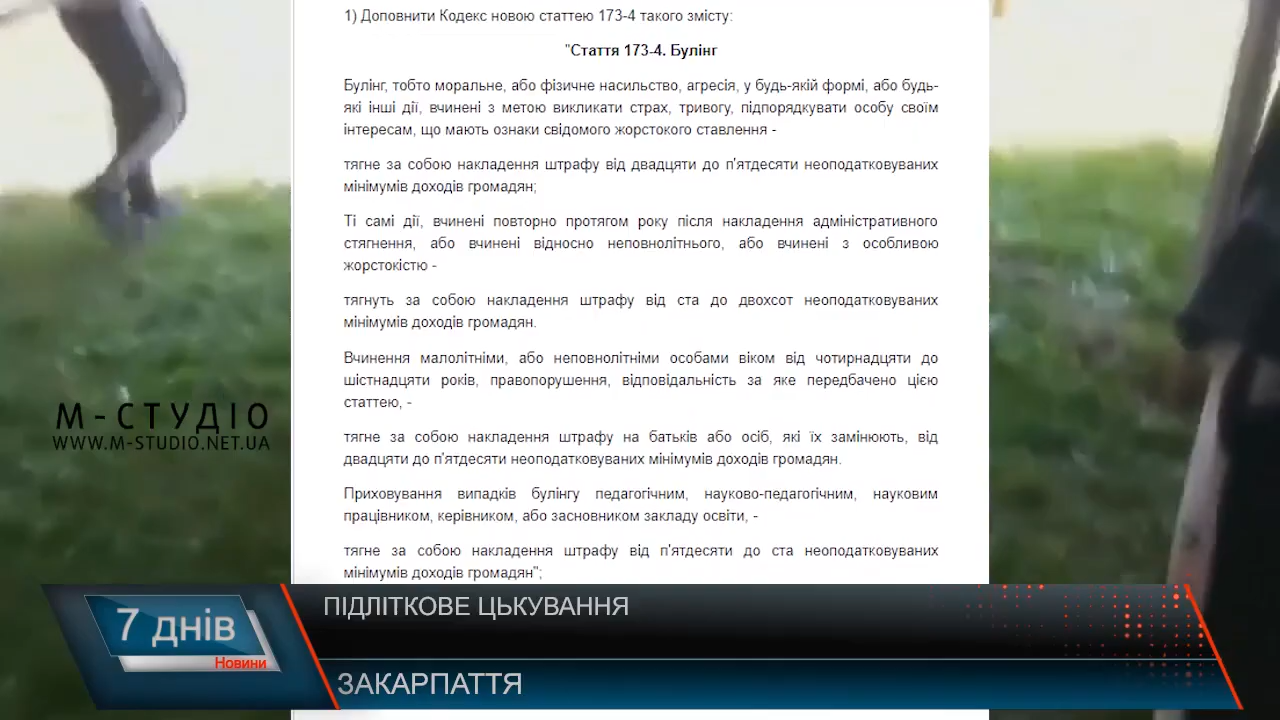 1) Доповнити Кодекс новою статтею 173-4 такого змісту:
"Стаття 173-4. Булінг
Булінг, тобто моральне, або фізичне насильство, агресія, у будь-якій формі, або будь-
які інші дії, вчинені з метою викликати страх, тривогу, підпорядкувати особу своїм
інтересам, що мають ознаки свідомого жорстокого ставлення -
тягне за собою накладення штрафу від двадцяти до п'ятдесяти неоподатковуваних
мінімумів доходів громадян;
Ті самі дії, вчинені повторно протягом року після накладення адміністративного
стягнення, або вчинені відносно неповнолітнього, або вчинені з особливою
жорстокістю -
тягнуть за собою накладення штрафу від ста до двохсот неоподатковуваних
мінімумів доходів громадян.
Вчинення малолітніми, або неповнолітніми особами віком від чотирнадцяти до
шістнадцяти років, правопорушення, відповідальність за яке передбачено цією
статтею, -
тягне за собою накладення штрафу на батьків або осіб, які їх замінюють, від
двадцяти до п'ятдесяти неоподатковуваних мінімумів доходів громадян.
Приховування випадків булінгу педагогічним, науково-педагогічним, науковим
працівником, керівником, або засновником закладу освіти, -
тягне за собою накладення штрафу від п'ятдесяти до ста неоподатковуваних
мінімумів доходів громадян";
М-СТУДІО
WWW.M-STUDIO.NET.UA
7 днів
Новини
ПІДЛІТКОВЕ ЦЬКУВАННЯ
ЗАКАРПАТТЯ